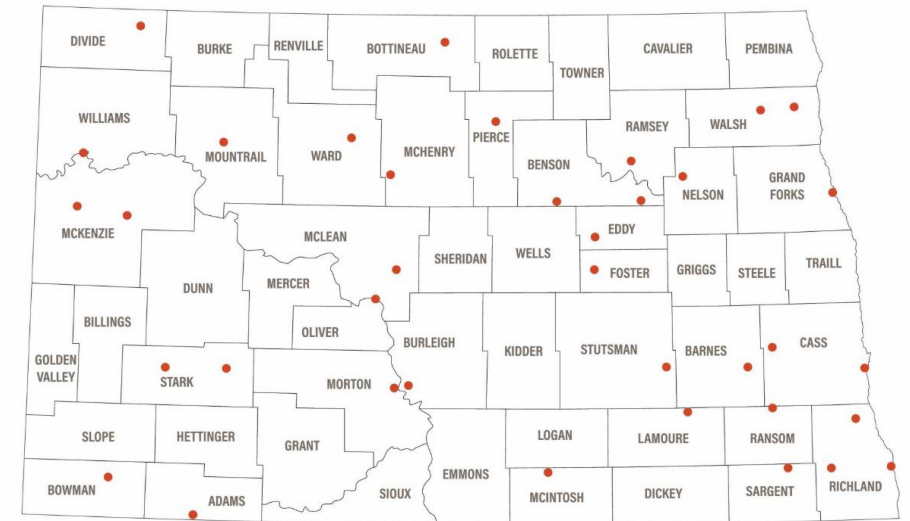 DIVIDE
BURKE
RENVILLE
BOTTINEAU
ROLETTE
TOWNER
CAVALIER
PEMBINA
WILLIAMS
MOUNTRAIL
WARD
MCHENRY
PIERCE
BENSON
RAMSEY
WALSH
NELSON
GRAND
FORKS
MCKENZIE
DUNN
MCLEAN
MERCER
OLIVER
SHERIDAN
WELLS
EDDY
FOSTER
GRIGGS
STEELE
TRAILL
GOLDEN
VALLEY
BILLINGS
STARK
MORTON
BURLEIGH
KIDDER
STUTSMAN
BARNES
CASS
SLOPE
HETTINGER
GRANT
BOWMAN
ADAMS
SIOUX
EMMONS
LOGAN
MCINTOSH
LAMOURE
DICKEY
RANSOM
SARGENT
RICHLAND